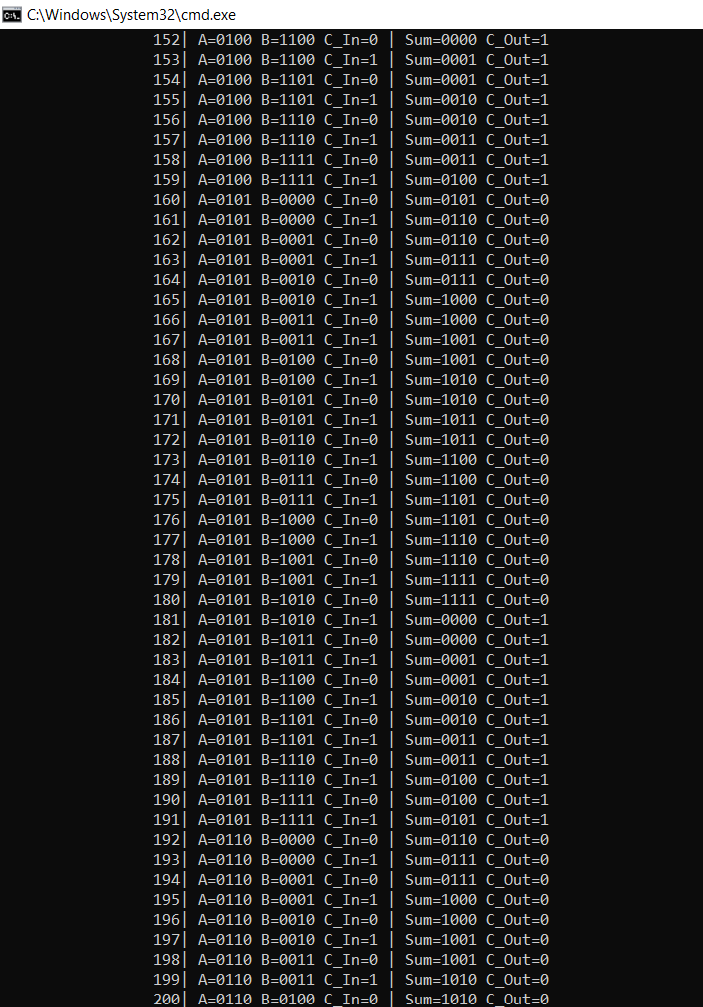 C:\Windows\System32\cmd.exe
152| A=0100 B=1100 C_In=0 | Sum=0000 C_Out=1
153| A=0100 B=1100 C_In=1 | Sum=0001 C_Out=1
154| A=0100 B=1101 C_In=0 | Sum=0001 C_Out=1
155| A=0100 B=1101 C_In=1 | Sum=0010 C_Out=1
156| A=0100 B=1110 C_In=0 | Sum=0010 C_Out=1
157| A=0100 B=1110 C_In=1 | Sum=0011 C_Out=1
158| A=0100 B=1111 C_In=0 | Sum=0011 C_Out=1
159| A=0100 B=1111 C_In=1 | Sum=0100 C_Out=1
160| A=0101 B=0000 C_In=0 | Sum=0101 C_Out=0
161| A=0101 B=0000 C_In=1 | Sum=0110 C_Out=0
162| A=0101 B=0001 C_In=0 | Sum=0110 C_Out=0
163| A=0101 B=0001 C_In=1 | Sum=0111 C_Out=0
164| A=0101 B=0010 C_In=0 | Sum=0111 C_Out=0
165| A=0101 B=0010 C_In=1 | Sum=1000 C_Out=0
166| A=0101 B=0011 C_In=0 | Sum=1000 C_Out=0
167| A=0101 B=0011 C_In=1 | Sum=1001 C_Out=0
168| A=0101 B=0100 C_In=0 | Sum=1001 C_Out=0
169| A=0101 B=0100 C_In=1 | Sum=1010 C_Out=0
170| A=0101 B=0101 C_In=0 | Sum=1010 C_Out=0
171| A=0101 B=0101 C_In=1 | Sum=1011 C_Out=0
172| A=0101 B=0110 C_In=0 | Sum=1011 C_Out=0
173| A=0101 B=0110 C_In=1 | Sum=1100 C_Out=0
174| A=0101 B=0111 C_In=0 | Sum=1100 C_Out=0
175| A=0101 B=0111 C_In=1 | Sum=1101 C_Out=0
176| A=0101 B=1000 C_In=0 | Sum=1101 C_Out=0
177| A=0101 B=1000 C_In=1 | Sum=1110 C_Out=0
178| A=0101 B=1001 C_In=0 | Sum=1110 C_Out=0
179| A=0101 B=1001 C_In=1 | Sum=1111 C_Out=0
180| A=0101 B=1010 C_In=0 | Sum=1111 C_Out=0
181| A=0101 B=1010 C_In=1 | Sum=0000 C_Out=1
182| A=0101 B=1011 C_In=0 | Sum=0000 C_Out=1
183| A=0101 B=1011 C_In=1 | Sum=0001 C_Out=1
184| A=0101 B=1100 C_In=0 | Sum=0001 C_Out=1
185| A=0101 B=1100 C_In=1 | Sum=0010 C_Out=1
186| A=0101 B=1101 C_In=0 | Sum=0010 C_Out=1
187| A=0101 B=1101 C_In=1 | Sum=0011 C_Out=1
188| A=0101 B=1110 C_In=0 | Sum=0011 C_Out=1
189| A=0101 B=1110 C_In=1 | Sum=0100 C_Out=1
190| A=0101 B=1111 C_In=0 | Sum=0100 C_Out=1
191| A=0101 B=1111 C_In=1 | Sum=0101 C_Out=1
192| A=0110 B=0000 C_In=0 | Sum=0110 C_Out=0
193| A=0110 B=0000 C_In=1 | Sum=0111 C_Out=0
194| A=0110 B=0001 C_In=0 | Sum=0111 C_Out=0
195| A=0110 B=0001 C_In=1 | Sum=1000 C_Out=0
196| A=0110 B=0010 C_In=0 | Sum=1000 C_Out=0
197| A=0110 B=0010 C_In=1 | Sum=1001 C_Out=0
198| A=0110 B=0011 C_In=0 | Sum=1001 C_Out=0
199| A=0110 B=0011 C_In=1 | Sum=1010 C_Out=0
200| A=0110 B=0100 C_In=0 | Sum=1010 C_Out=0